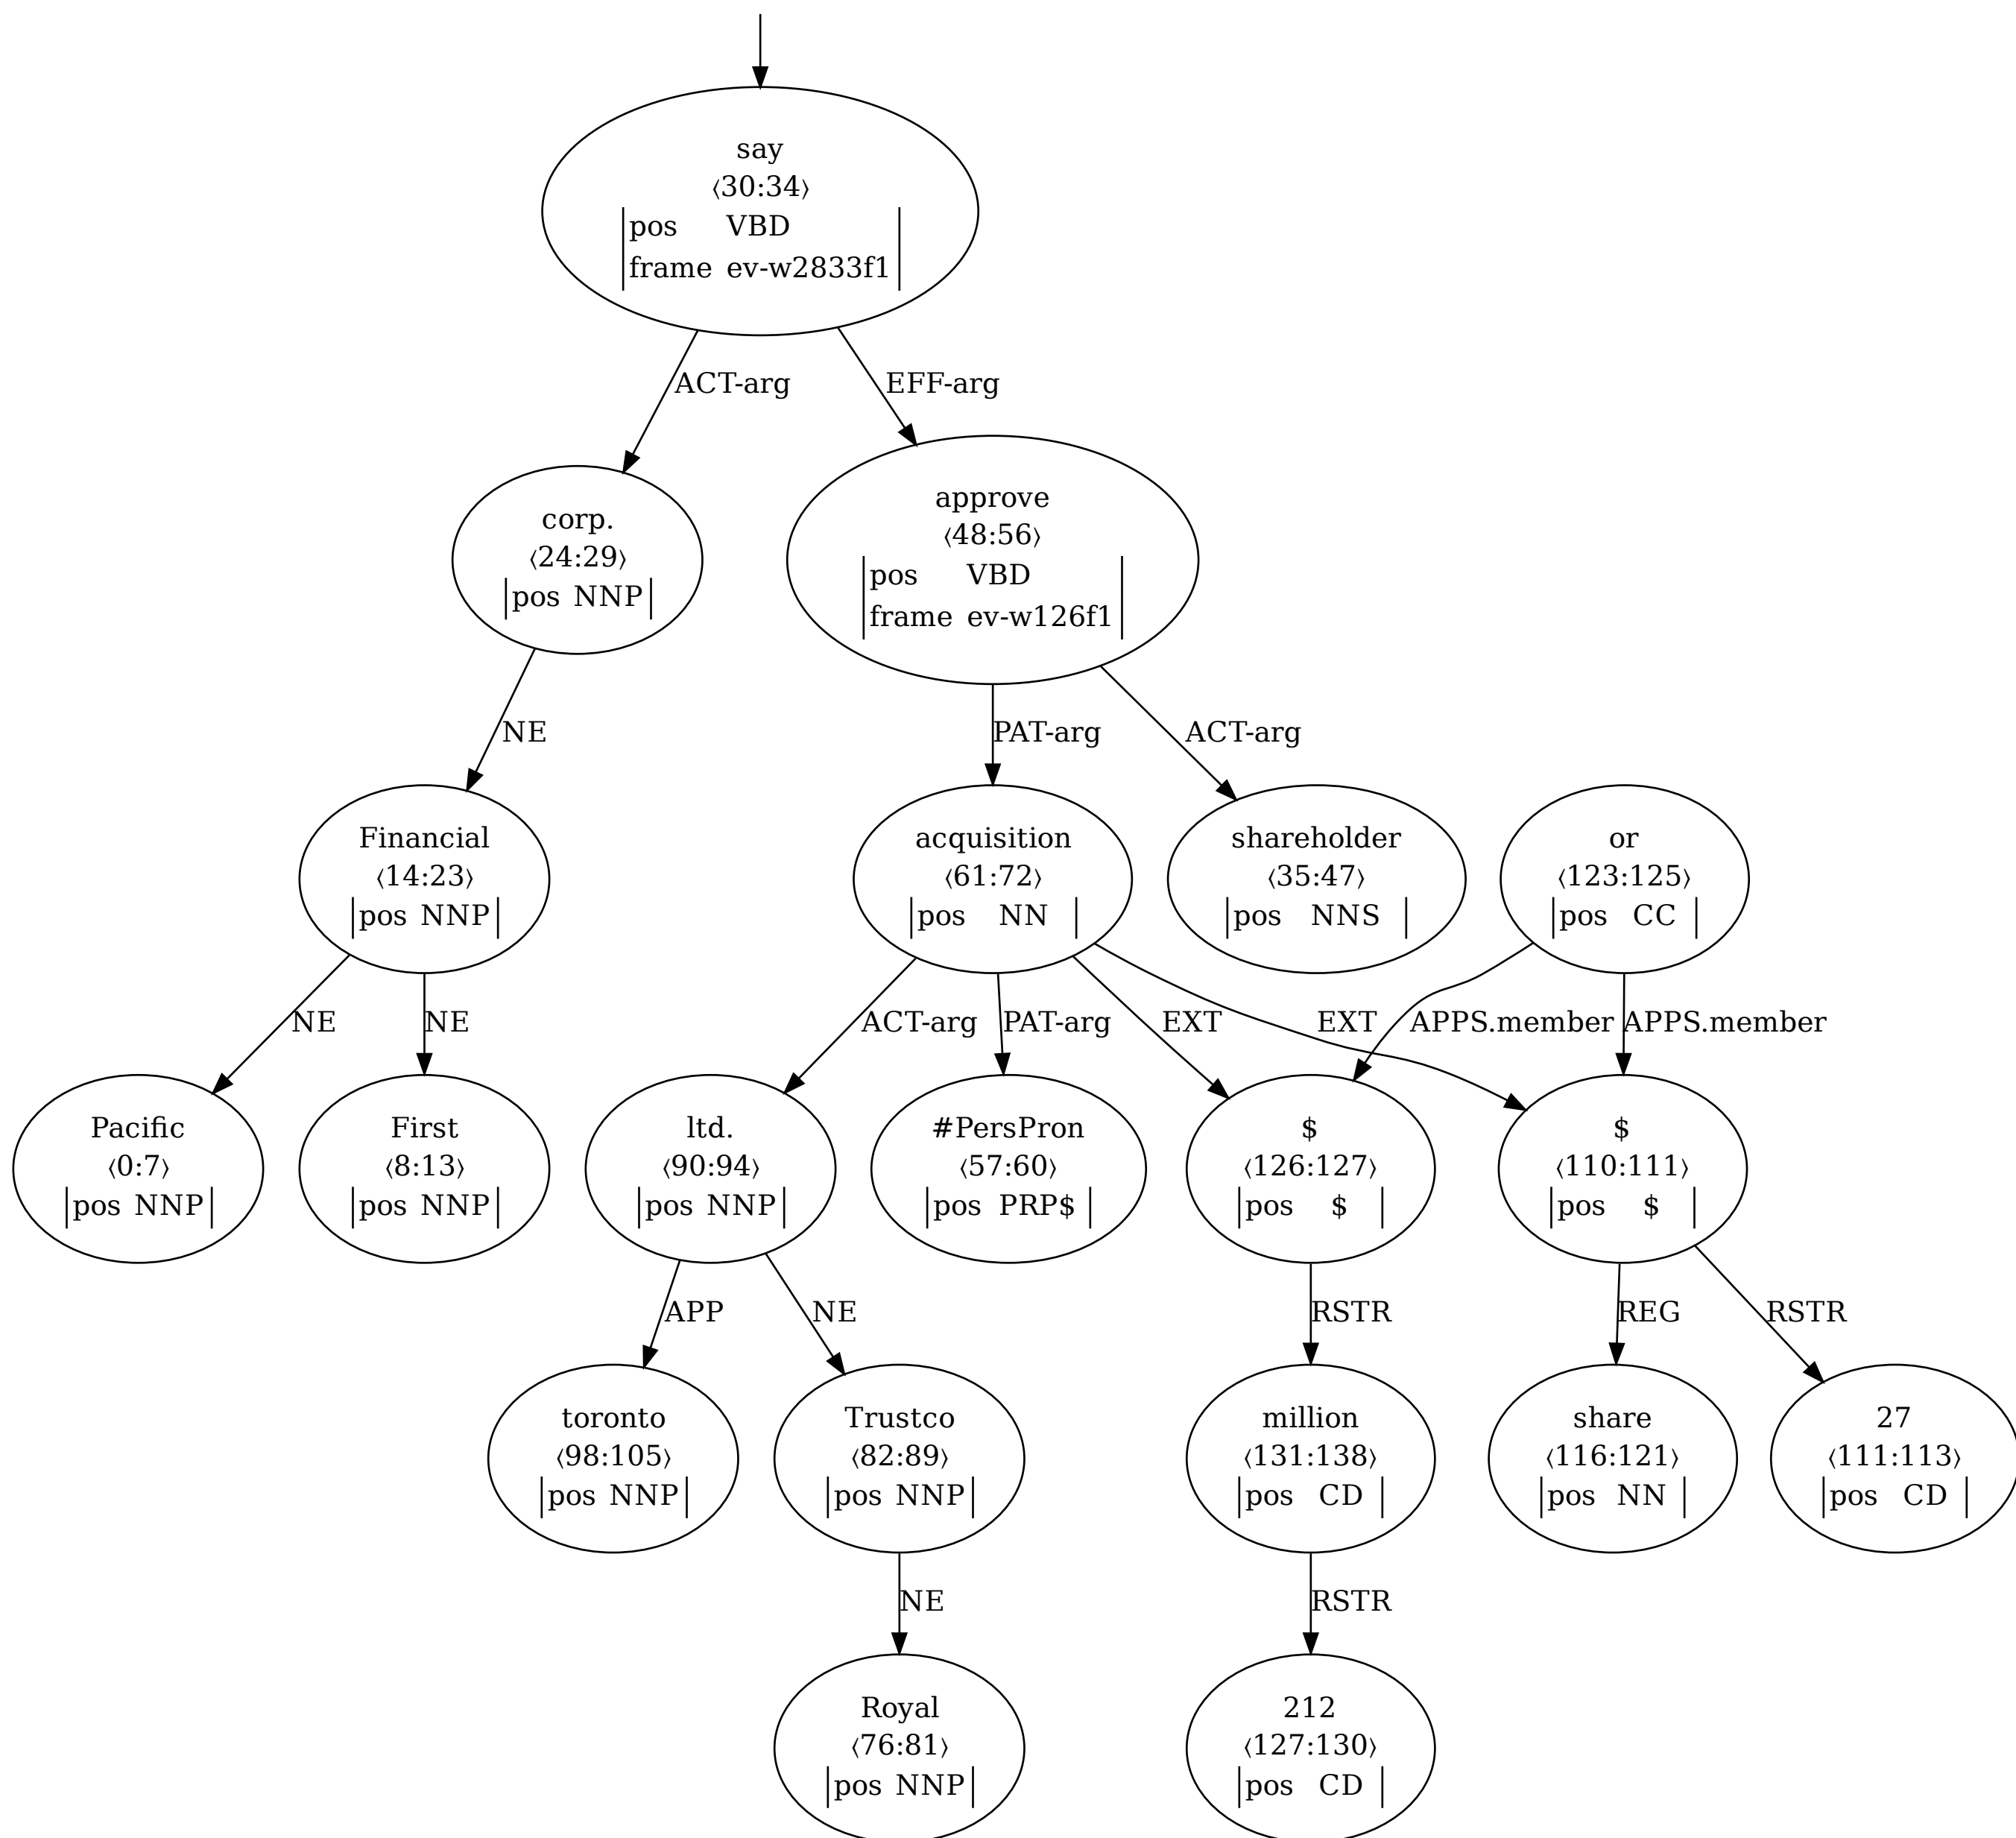 say
⟨30:34⟩
pos VBD
frame ev-w2833f1
ACT-arg
EFF-arg
corp.
⟨24:29⟩
pos NNP
approve
⟨48:56⟩
pos VBD
frame ev-w126f1
NE
PAT-arg
ACT-arg
Financial
⟨14:23⟩
pos NNP
acquisition
⟨61:72⟩
pos NN
shareholder
⟨35:47⟩
pos NNS
or
⟨123:125⟩
pos CC
NE
NE
ACT-arg
PAT-arg
EXT
EXT
APPS.member
APPS.member
Pacific
⟨0:7⟩
pos NNP
First
⟨8:13⟩
pos NNP
ltd.
⟨90:94⟩
pos NNP
#PersPron
⟨57:60⟩
pos PRP$
$
⟨126:127⟩
pos $
$
⟨110:111⟩
pos $
APP
NE
RSTR
REG
RSTR
toronto
⟨98:105⟩
pos NNP
Trustco
⟨82:89⟩
pos NNP
million
⟨131:138⟩
pos CD
share
⟨116:121⟩
pos NN
27
⟨111:113⟩
pos CD
NE
RSTR
Royal
⟨76:81⟩
pos NNP
212
⟨127:130⟩
pos CD